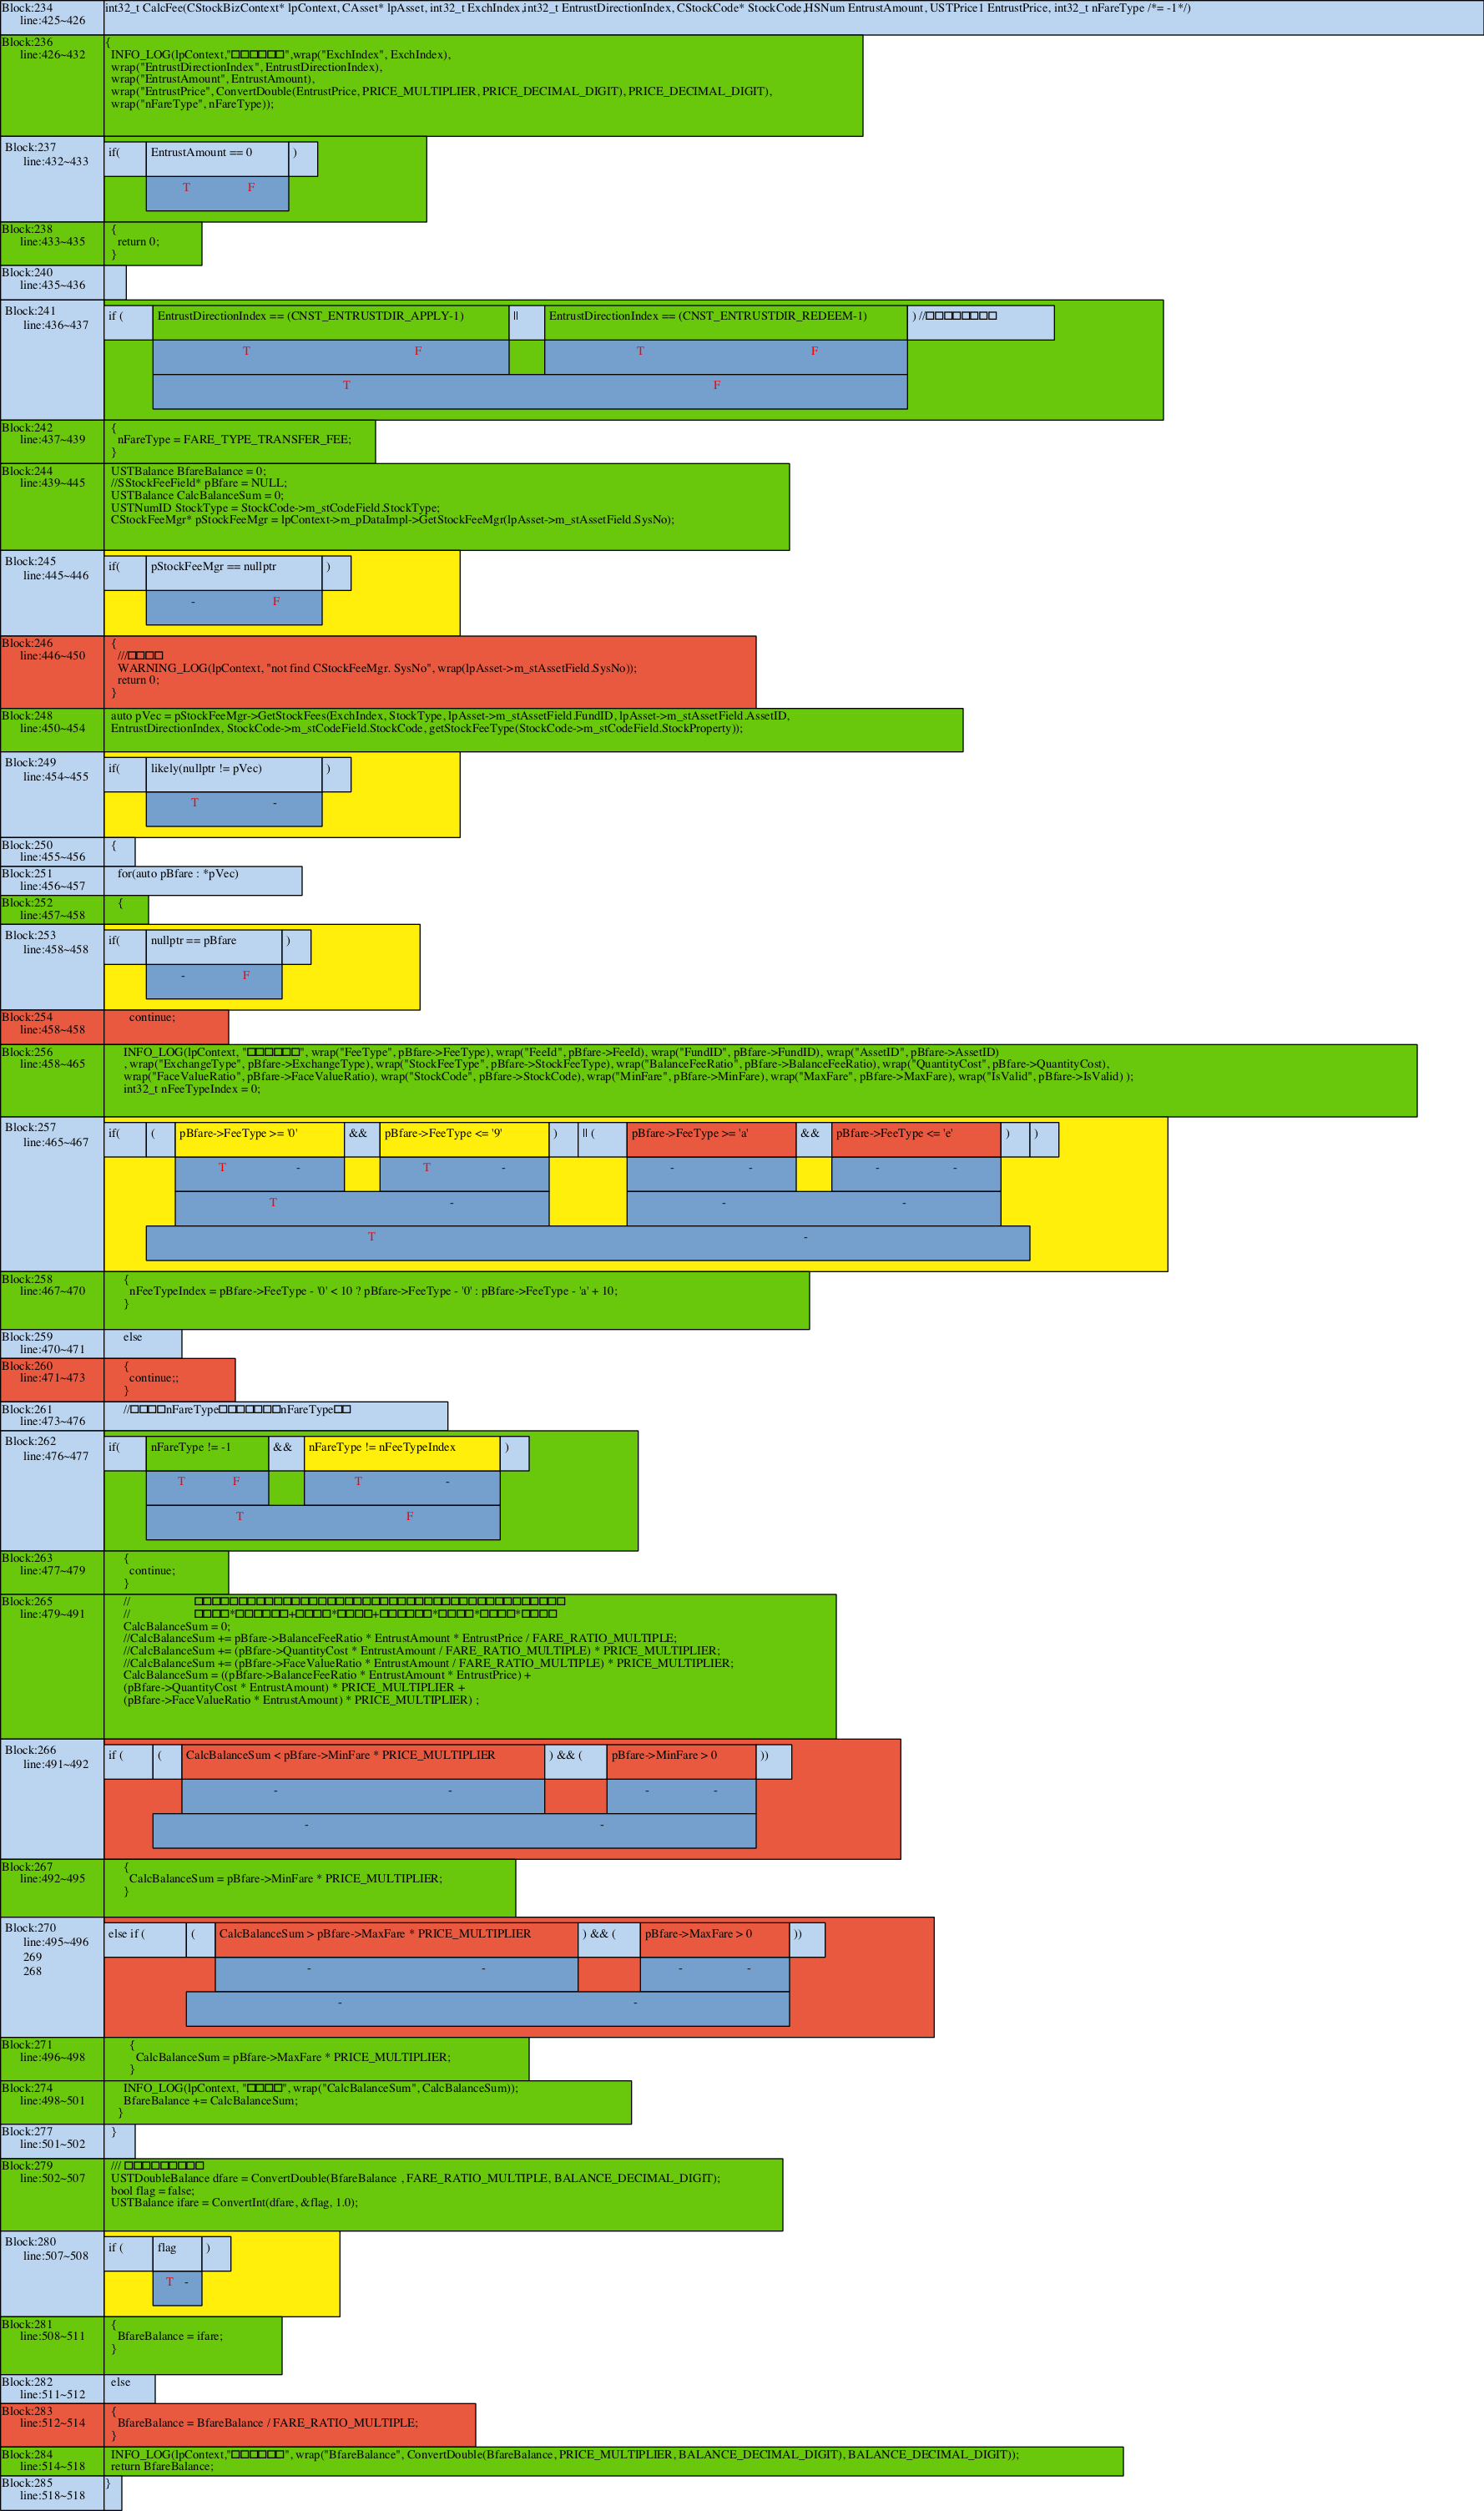 Block:234 int32_t CalcFee(CStockBizContext* lpContext, CAsset* lpAsset, int32_t ExchIndex,int32_t EntrustDirectionIndex, CStockCode* StockCode,HSNum EntrustAmount, USTPrice1 EntrustPrice, int32_t nFareType /*= -1*/)
line:425~426
Block:236 {
line:426~432 INFO_LOG(lpContext,"□□□□□□",wrap("ExchIndex", ExchIndex),
wrap("EntrustDirectionIndex", EntrustDirectionIndex),
wrap("EntrustAmount", EntrustAmount),
wrap("EntrustPrice", ConvertDouble(EntrustPrice, PRICE_MULTIPLIER, PRICE_DECIMAL_DIGIT), PRICE_DECIMAL_DIGIT),
wrap("nFareType", nFareType));
Block:237 if( EntrustAmount == 0 )
line:432~433
T F
Block:238 {
line:433~435 return 0;
}
Block:240
line:435~436
Block:241 if ( EntrustDirectionIndex == (CNST_ENTRUSTDIR_APPLY-1) || EntrustDirectionIndex == (CNST_ENTRUSTDIR_REDEEM-1) ) //□□□□□□□□
line:436~437
T F T F
T F
Block:242 {
line:437~439 nFareType = FARE_TYPE_TRANSFER_FEE;
}
Block:244 USTBalance BfareBalance = 0;
line:439~445 //SStockFeeField* pBfare = NULL;
USTBalance CalcBalanceSum = 0;
USTNumID StockType = StockCode->m_stCodeField.StockType;
CStockFeeMgr* pStockFeeMgr = lpContext->m_pDataImpl->GetStockFeeMgr(lpAsset->m_stAssetField.SysNo);
Block:245 if( pStockFeeMgr == nullptr )
line:445~446
- F
Block:246 {
line:446~450 ///□□□□
WARNING_LOG(lpContext, "not find CStockFeeMgr. SysNo", wrap(lpAsset->m_stAssetField.SysNo));
return 0;
}
Block:248 auto pVec = pStockFeeMgr->GetStockFees(ExchIndex, StockType, lpAsset->m_stAssetField.FundID, lpAsset->m_stAssetField.AssetID,
line:450~454 EntrustDirectionIndex, StockCode->m_stCodeField.StockCode, getStockFeeType(StockCode->m_stCodeField.StockProperty));
Block:249 if( likely(nullptr != pVec) )
line:454~455
T -
Block:250 {
line:455~456
Block:251 for(auto pBfare : *pVec)
line:456~457
Block:252 {
line:457~458
Block:253 if( nullptr == pBfare )
line:458~458
- F
Block:254 continue;
line:458~458
Block:256 INFO_LOG(lpContext, "□□□□□□", wrap("FeeType", pBfare->FeeType), wrap("FeeId", pBfare->FeeId), wrap("FundID", pBfare->FundID), wrap("AssetID", pBfare->AssetID)
line:458~465 , wrap("ExchangeType", pBfare->ExchangeType), wrap("StockFeeType", pBfare->StockFeeType), wrap("BalanceFeeRatio", pBfare->BalanceFeeRatio), wrap("QuantityCost", pBfare->QuantityCost),
wrap("FaceValueRatio", pBfare->FaceValueRatio), wrap("StockCode", pBfare->StockCode), wrap("MinFare", pBfare->MinFare), wrap("MaxFare", pBfare->MaxFare), wrap("IsValid", pBfare->IsValid) );
int32_t nFeeTypeIndex = 0;
Block:257 if( ( pBfare->FeeType >= '0' && pBfare->FeeType <= '9' ) || ( pBfare->FeeType >= 'a' && pBfare->FeeType <= 'e' ) )
line:465~467
T - T - - - - -
T - - -
T -
Block:258 {
line:467~470 nFeeTypeIndex = pBfare->FeeType - '0' < 10 ? pBfare->FeeType - '0' : pBfare->FeeType - 'a' + 10;
}
Block:259 else
line:470~471
Block:260 {
line:471~473 continue;;
}
Block:261 //□□□□nFareType□□□□□□□nFareType□□
line:473~476
Block:262 if( nFareType != -1 && nFareType != nFeeTypeIndex )
line:476~477
T F T -
T F
Block:263 {
line:477~479 continue;
}
Block:265 // □□□□□□□□□□□□□□□□□□□□□□□□□□□□□□□□□□□□□□□□□□
line:479~491 // □□□□*□□□□□□+□□□□*□□□□+□□□□□□*□□□□*□□□□*□□□□
CalcBalanceSum = 0;
//CalcBalanceSum += pBfare->BalanceFeeRatio * EntrustAmount * EntrustPrice / FARE_RATIO_MULTIPLE;
//CalcBalanceSum += (pBfare->QuantityCost * EntrustAmount / FARE_RATIO_MULTIPLE) * PRICE_MULTIPLIER;
//CalcBalanceSum += (pBfare->FaceValueRatio * EntrustAmount / FARE_RATIO_MULTIPLE) * PRICE_MULTIPLIER;
CalcBalanceSum = ((pBfare->BalanceFeeRatio * EntrustAmount * EntrustPrice) +
(pBfare->QuantityCost * EntrustAmount) * PRICE_MULTIPLIER +
(pBfare->FaceValueRatio * EntrustAmount) * PRICE_MULTIPLIER) ;
Block:266 if ( ( CalcBalanceSum < pBfare->MinFare * PRICE_MULTIPLIER ) && ( pBfare->MinFare > 0 ))
line:491~492
- - - -
- -
Block:267 {
line:492~495 CalcBalanceSum = pBfare->MinFare * PRICE_MULTIPLIER;
}
Block:270 else if ( ( CalcBalanceSum > pBfare->MaxFare * PRICE_MULTIPLIER ) && ( pBfare->MaxFare > 0 ))
line:495~496
269
268
- - - -
- -
Block:271 {
line:496~498 CalcBalanceSum = pBfare->MaxFare * PRICE_MULTIPLIER;
}
Block:274 INFO_LOG(lpContext, "□□□□", wrap("CalcBalanceSum", CalcBalanceSum));
line:498~501 BfareBalance += CalcBalanceSum;
}
Block:277 }
line:501~502
Block:279 /// □□□□□□□□□
line:502~507 USTDoubleBalance dfare = ConvertDouble(BfareBalance , FARE_RATIO_MULTIPLE, BALANCE_DECIMAL_DIGIT);
bool flag = false;
USTBalance ifare = ConvertInt(dfare, &flag, 1.0);
Block:280 if ( flag )
line:507~508
T -
Block:281 {
line:508~511 BfareBalance = ifare;
}
Block:282 else
line:511~512
Block:283 {
line:512~514 BfareBalance = BfareBalance / FARE_RATIO_MULTIPLE;
}
Block:284 INFO_LOG(lpContext,"□□□□□□", wrap("BfareBalance", ConvertDouble(BfareBalance, PRICE_MULTIPLIER, BALANCE_DECIMAL_DIGIT), BALANCE_DECIMAL_DIGIT));
line:514~518 return BfareBalance;
Block:285 }
line:518~518